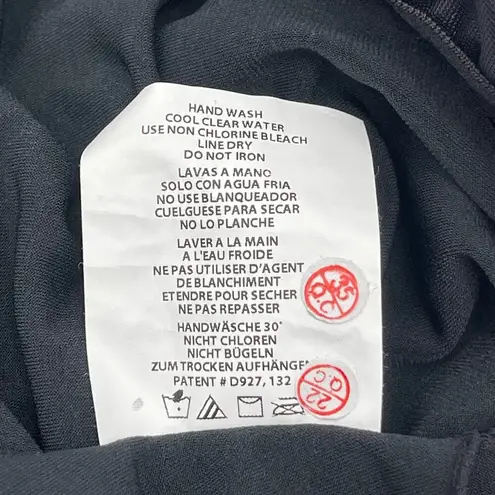 HAND WASH
COOL CLEAR WATER
USE NON CHLORINE BLEACH
LINE DRY
DO NOT IRON
LAVAS A MANO
SOLO CON AGUA FRIA
NO USE BLANQUEADOR
CUELGUESE PARA SECAR
NO LO PLANCHE
LAVER A LA MAIN
A L'EAU FROIDE
NE PAS UTILISER D'AGENT
DE BLANCHIMENT
ETENDRE POUR SECHER
NE PAS REPASSER
HANDWÄSCHE 30°
NICHT CHLOREN
NICHT BÜGELN
ZUM TROCKEN AUFHÄNGEN
PATENT # D927, 132
35
Q.C
22
Q.C